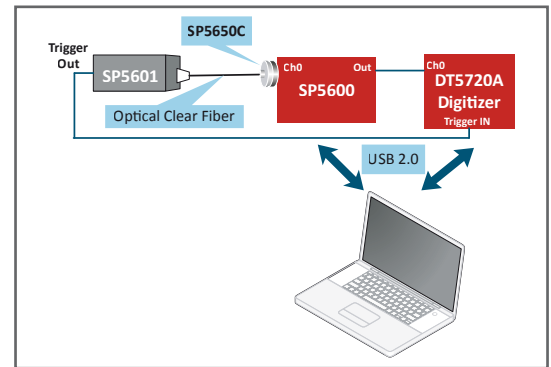 SP5650C
Trigger
Out
SP5601
Optical Clear Fiber
Ch0
Out
SP5600
Ch0
DT5720A
Digitizer
Trigger IN
USB 2.0